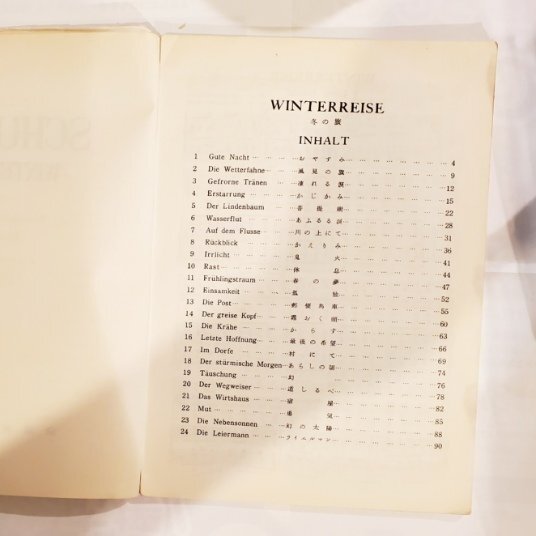 WINTERREISE
冬の旅
INHALT
1 Gute Nacht おやすみ 4
2 Die Wetterfahne 風見の旗 9
3 Gefrorne Tränen 凍れる涙 12
4 Erstarrung かじかみ 15
5 Der Lindenbaum 菩提樹 22
6 Wasserflut あふるる涙 28
7 Auf dem Flusse 川の上にて 31
8 Rückblick かえりみ 36
9 Irrlicht 鬼火 41
10 Rast 休息 44
11 Frühlingstraum 春の夢 47
12 Einsamkeit 孤独 52
13 Die Post 郵便馬車 55
14 Der greise Kopf 霜おく頭 60
15 Die Krähe からす 63
16 Letzte Hoffnung 最後の希望 66
17 Im Dorfe 村にて 69
18 Der stürmische Morgen あらしの朝 74
19 Täuschung 幻 76
20 Der Wegweiser 道しるべ 78
21 Das Wirtshaus 宿屋 82
22 Mut 勇気 85
23 Die Nebensonnen 幻の太陽 88
24 Die Leiermann ライエルマン 90